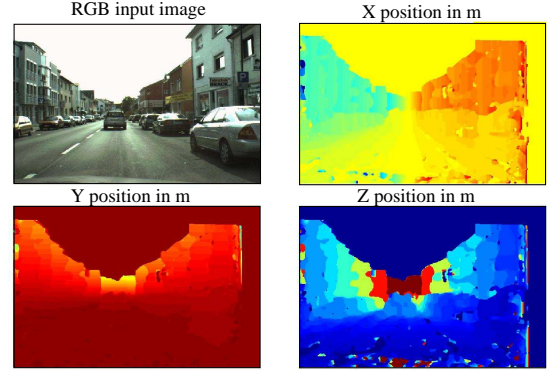 RGB input image
X position in m
Y position in m
Z position in m